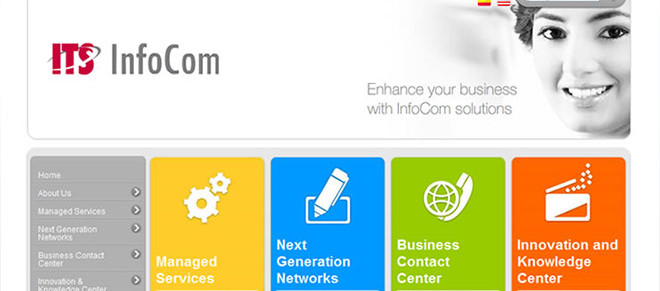 ITS InfoCom
Enhance your business
with InfoCom solutions
Home
About Us
Managed Services
Next Generation
Networks
Business Contact
Center
Innovation &
Knowledge Center
Managed
Services
Next
Generation
Networks
Business
Contact
Center
Innovation and
Knowledge
Center